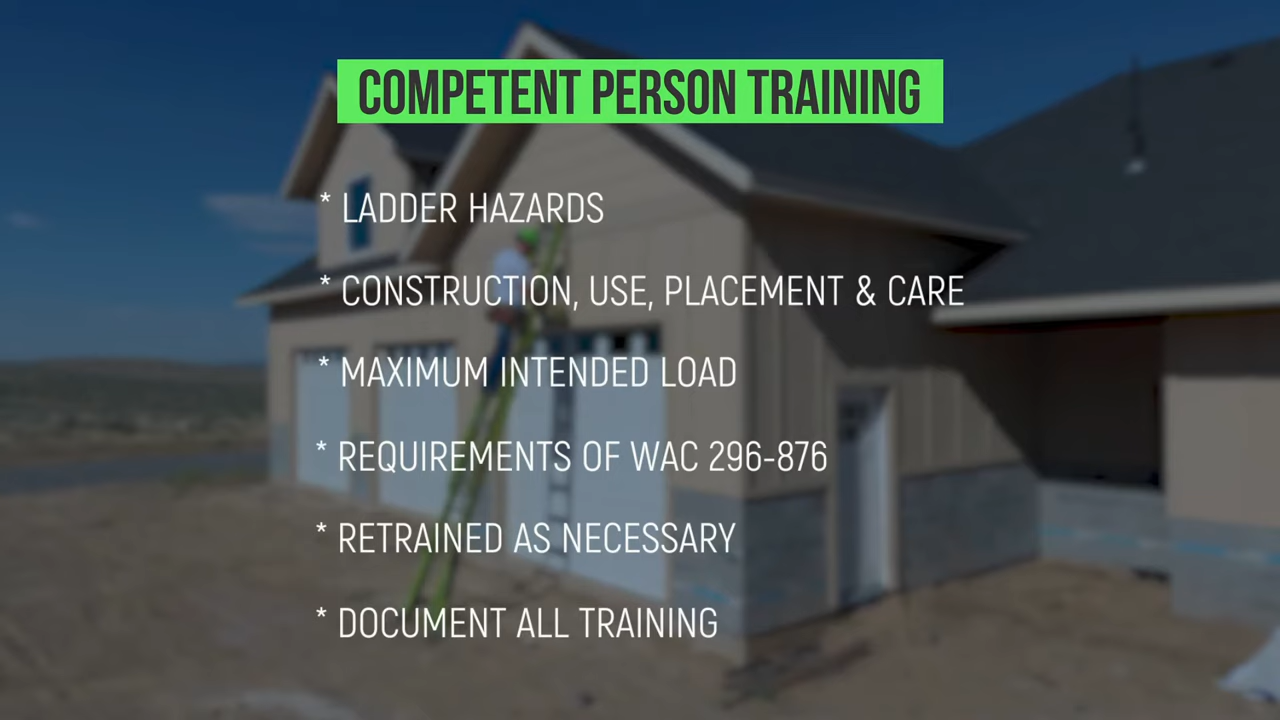 COMPETENT PERSON TRAINING
* LADDER HAZARDS
* CONSTRUCTION, USE, PLACEMENT & CARE
* MAXIMUM INTENDED LOAD
* REQUIREMENTS OF WAC 296-876
* RETRAINED AS NECESSARY
* DOCUMENT ALL TRAINING